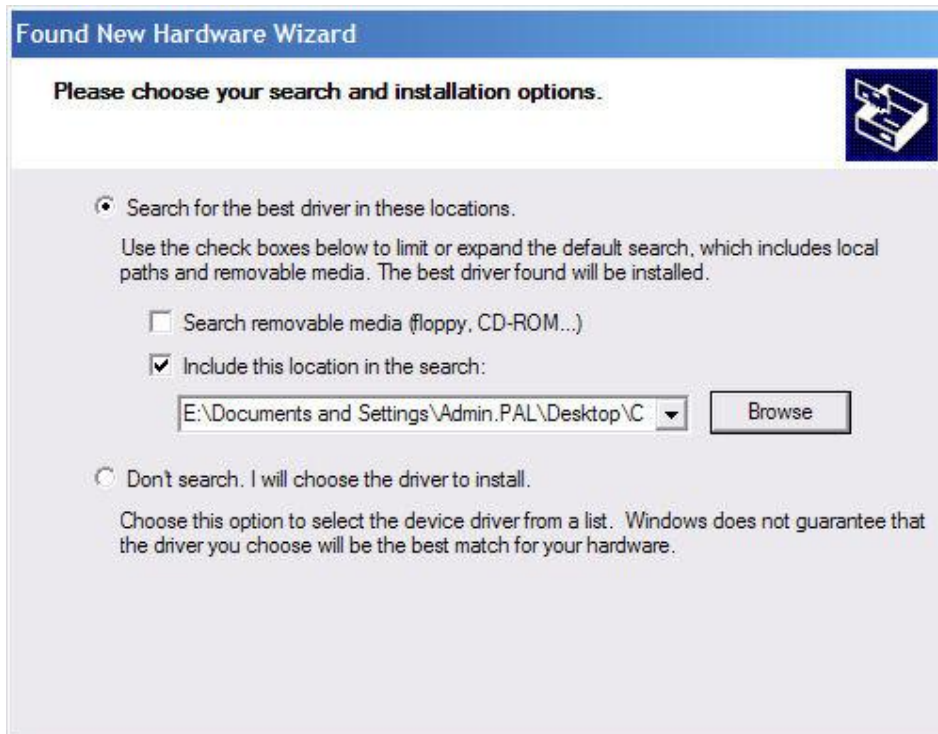 Found New Hardware Wizard
Please choose your search and installation options.
Search for the best driver in these locations.
Use the check boxes below to limit or expand the default search, which includes local
paths and removable media. The best driver found will be installed.
Search removable media (floppy, CD-ROM...)
Include this location in the search:
E:\Documents and Settings\Admin.PAL\Desktop\C
Browse
Don't search. I will choose the driver to install.
Choose this option to select the device driver from a list. Windows does not guarantee that
the driver you choose will be the best match for your hardware.